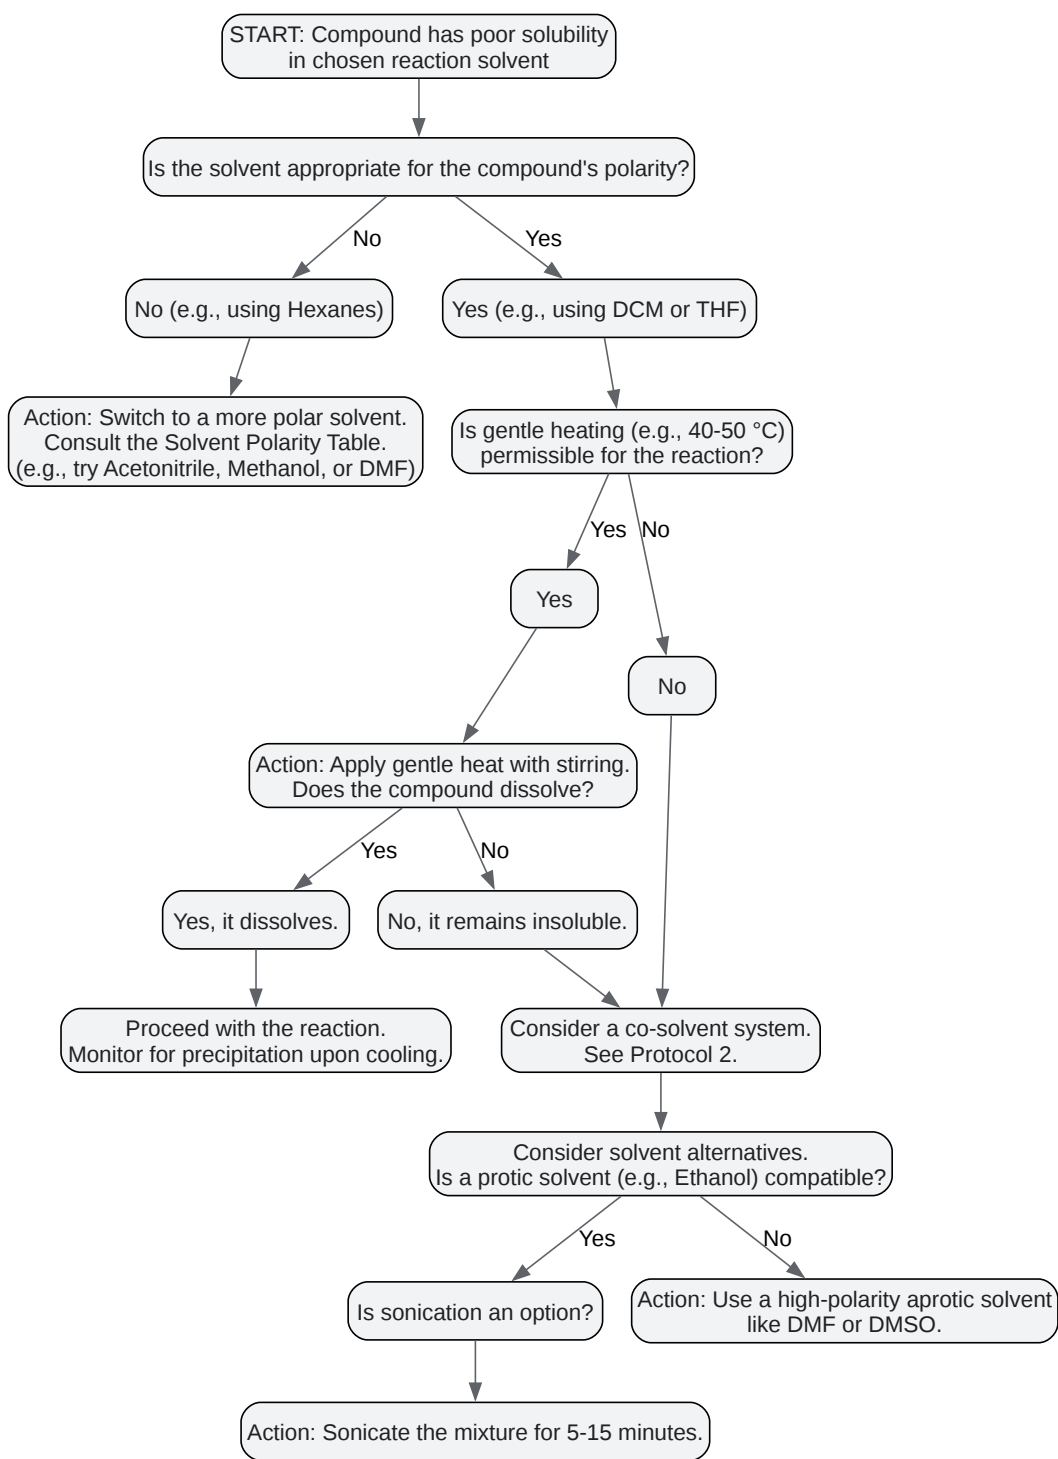 START: Compound has poor solubility
in chosen reaction solvent
Is the solvent appropriate for the compound's polarity?
No
Yes
No (e.g., using Hexanes)
Yes (e.g., using DCM or THF)
Action: Switch to a more polar solvent.
Consult the Solvent Polarity Table.
(e.g., try Acetonitrile, Methanol, or DMF)
Is gentle heating (e.g., 40-50 °C)
permissible for the reaction?
Yes
No
Yes
No
Action: Apply gentle heat with stirring.
Does the compound dissolve?
Yes
No
Yes, it dissolves.
No, it remains insoluble.
Proceed with the reaction.
Monitor for precipitation upon cooling.
Consider a co-solvent system.
See Protocol 2.
Consider solvent alternatives.
Is a protic solvent (e.g., Ethanol) compatible?
Yes
No
Is sonication an option?
Action: Use a high-polarity aprotic solvent
like DMF or DMSO.
Action: Sonicate the mixture for 5-15 minutes.